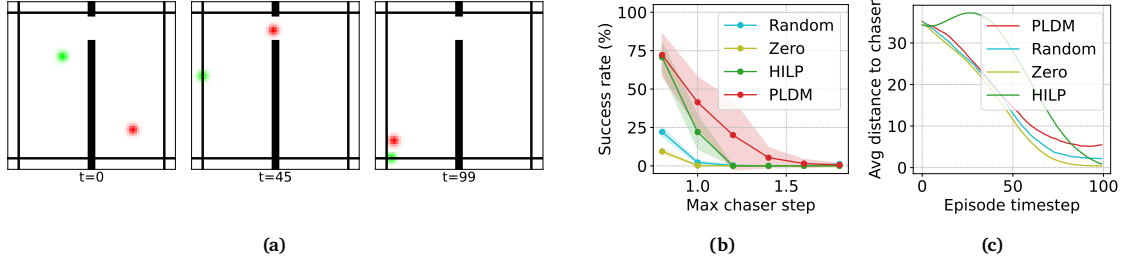 t=0
t=45
t=99
(a)
Success rate (%)
100
75
50
25
0
Random
Zero
HILP
PLDM
1.0
1.5
Max chaser step
(b)
Avg distance to chaser
30
20
10
0
PLDM
Random
Zero
HILP
0
50
100
Episode timestep
(c)